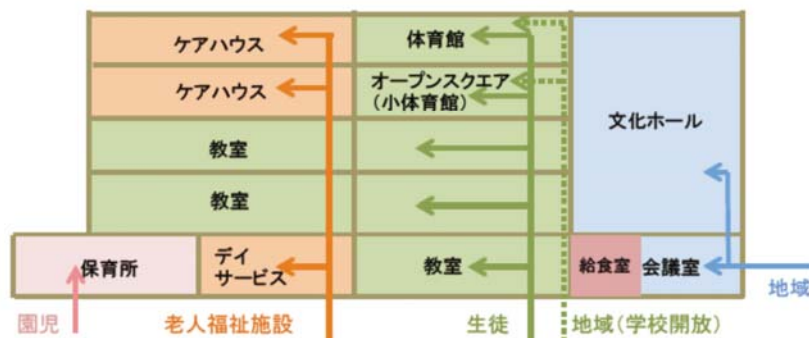 ケアハウス
体育館
ケアハウス
オープンスクエア
(小体育館)
文化ホール
教室
教室
保育所
デイ
サービス
教室
給食室
会議室
地域
園児
老人福祉施設
生徒
地域(学校開放)